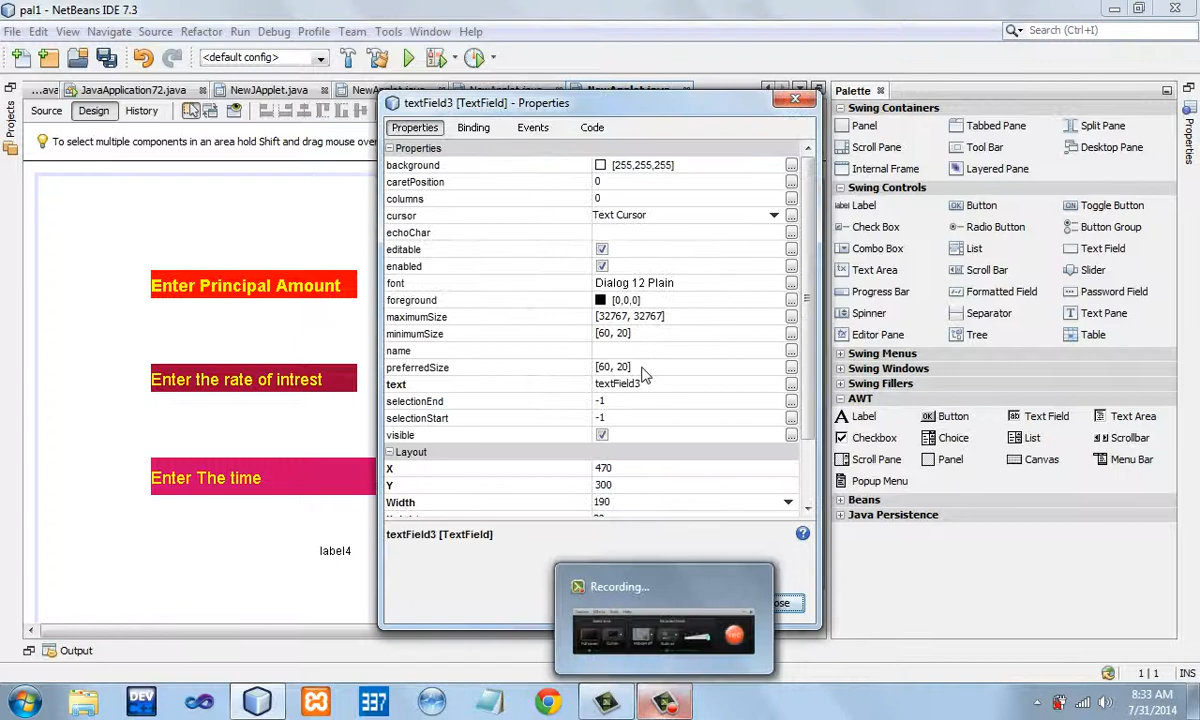 pal1 - NetBeans IDE 7.3
File Edit View Navigate Source Refactor Run Debug Profile Team Tools Window Help
Search (Ctrl+I)
<default config>
...ava JavaApplication72.java NewJApplet.java
Palette
textField3 [TextField] - Properties
Source Design History
Projects
Properties
To select multiple components in an area hold Shift and drag mouse over
Enter Principal Amount
Enter the rate of intrest
Enter The time
label4
Properties Binding Events Code
Properties
background [255,255,255]
caretPosition 0
columns 0
cursor Text Cursor
echoChar
editable
enabled
font Dialog 12 Plain
foreground [0,0,0]
maximumSize [32767, 32767]
minimumSize [60, 20]
name
preferredSize [60, 20]
text textField3
selectionEnd -1
selectionStart -1
visible
Layout
X 470
Y 300
Width 190
textField3 [TextField]
Recording...
Swing Containers
Panel Tabbed Pane Split Pane
Scroll Pane Tool Bar Desktop Pane
Internal Frame Layered Pane
Swing Controls
label Label OK Button OK Toggle Button
Check Box Radio Button Button Group
Combo Box List Text Field
Text Area Scroll Bar Slider
Progress Bar Formatted Field Password Field
Spinner Separator Text Pane
Editor Pane Tree Table
Swing Menus
Swing Windows
Swing Fillers
AWT
A Label OK Button Text Field Text Area
Checkbox Choice List Scrollbar
Scroll Pane Panel Canvas Menu Bar
Popup Menu
Beans
Java Persistence
Output
1 | 1 INS
DEV
337
8:33 AM
7/31/2014